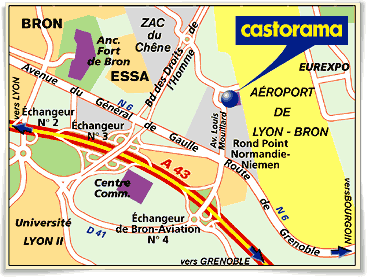 BRON
ZAC
du
Chêne
castorama
Anc.
Fort
de Bron
ESSA
Bd des Droits de
l'Homme
EUREXPO
Avenue du Général de Gaulle
N 6
vers LYON
AÉROPORT
DE
LYON - BRON
Échangeur
N° 2
Échangeur
N° 3
Av. Louis
Mouillard
Rond Point
Normandie-
Niemen
A 43
Centre
Comm.
Route de Grenoble
N 6
vers BOURGOIN
Université
LYON II
D 41
Échangeur
de Bron-Aviation
N° 4
vers GRENOBLE